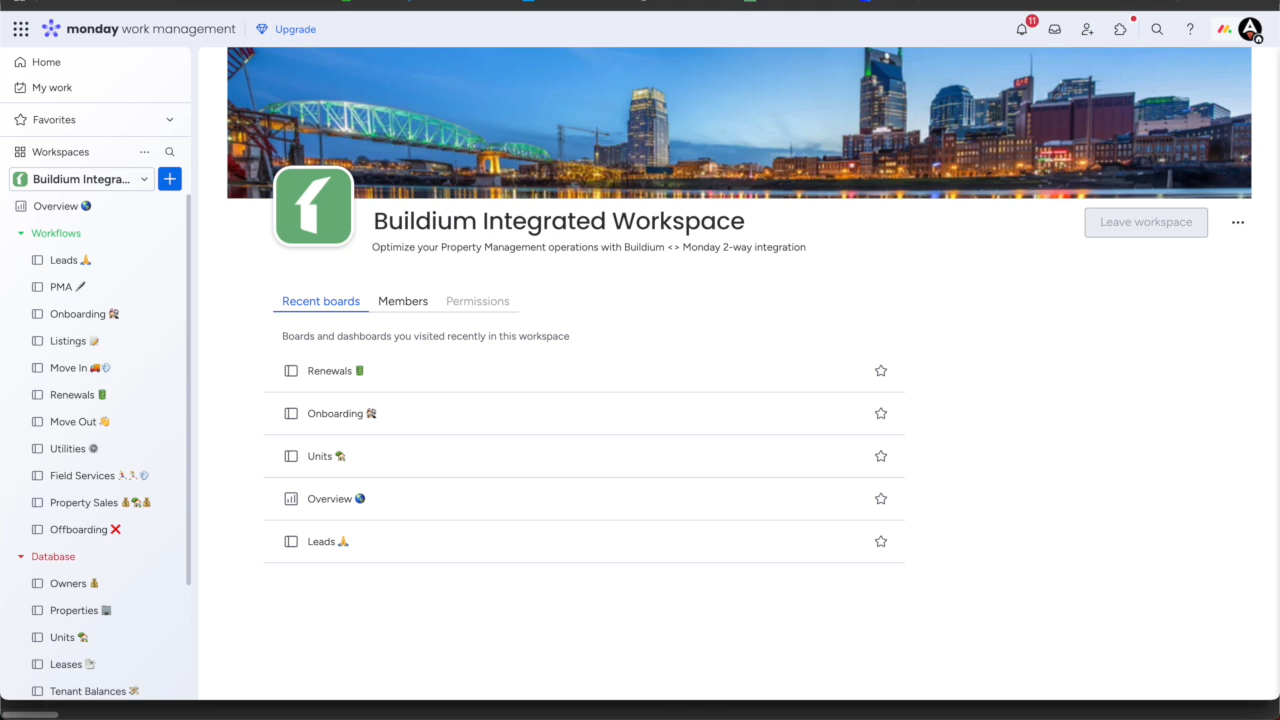 monday work management
Upgrade
11
Home
My work
Favorites
Workspaces
Buildium Integra...
Overview 🌎
Workflows
Leads 🙏
PMA 🖋
Onboarding 🎊
Listings 📝
Move In 🚚💨
Renewals 🔋
Move Out 👋
Utilities ⚙️
Field Services 🏃🏃💨
Property Sales 💰🏡💰
Offboarding ❌
Database
Owners 💰
Properties 🏢
Units 🏡
Leases 📑
Tenant Balances 💸
Buildium Integrated Workspace
Leave workspace
Optimize your Property Management operations with Buildium <> Monday 2-way integration
Recent boards
Members
Permissions
Boards and dashboards you visited recently in this workspace
Renewals 🔋
Onboarding 🎊
Units 🏡
Overview 🌎
Leads 🙏